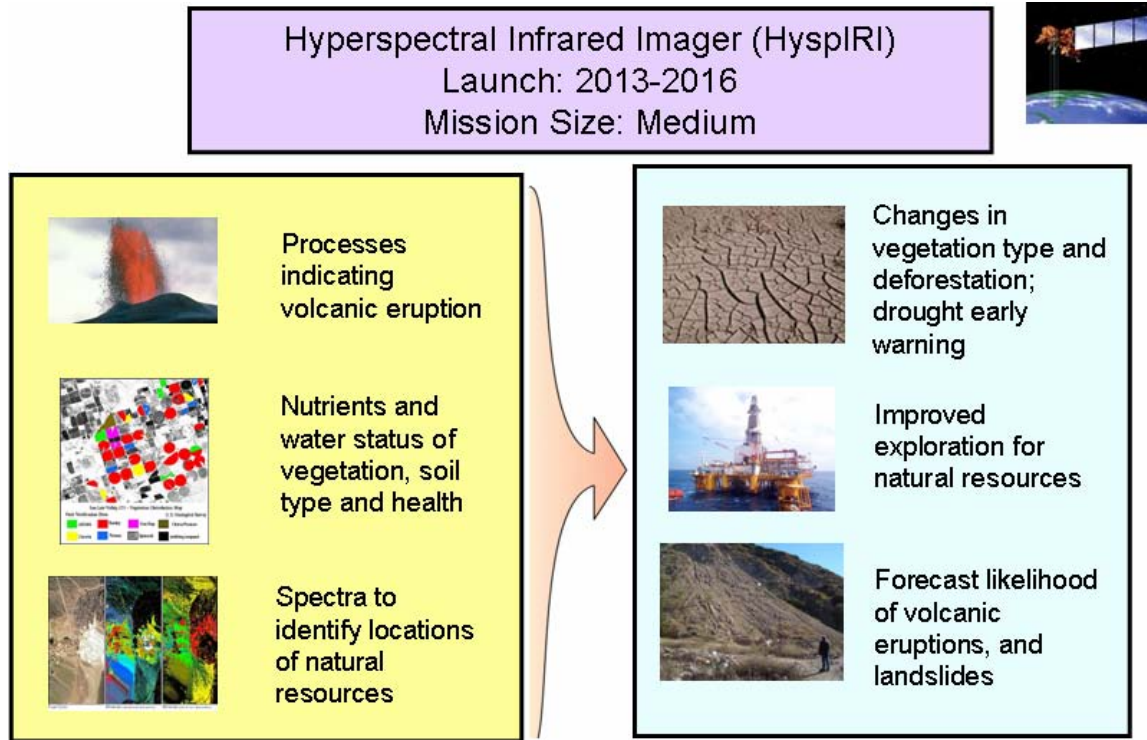 Hyperspectral Infrared Imager (HyspIRI)
Launch: 2013-2016
Mission Size: Medium
Processes
indicating
volcanic eruption
Nutrients and
water status of
vegetation, soil
type and health
Spectra to
identify locations
of natural
resources
Changes in
vegetation type and
deforestation;
drought early
warning
Improved
exploration for
natural resources
Forecast likelihood
of volcanic
eruptions, and
landslides